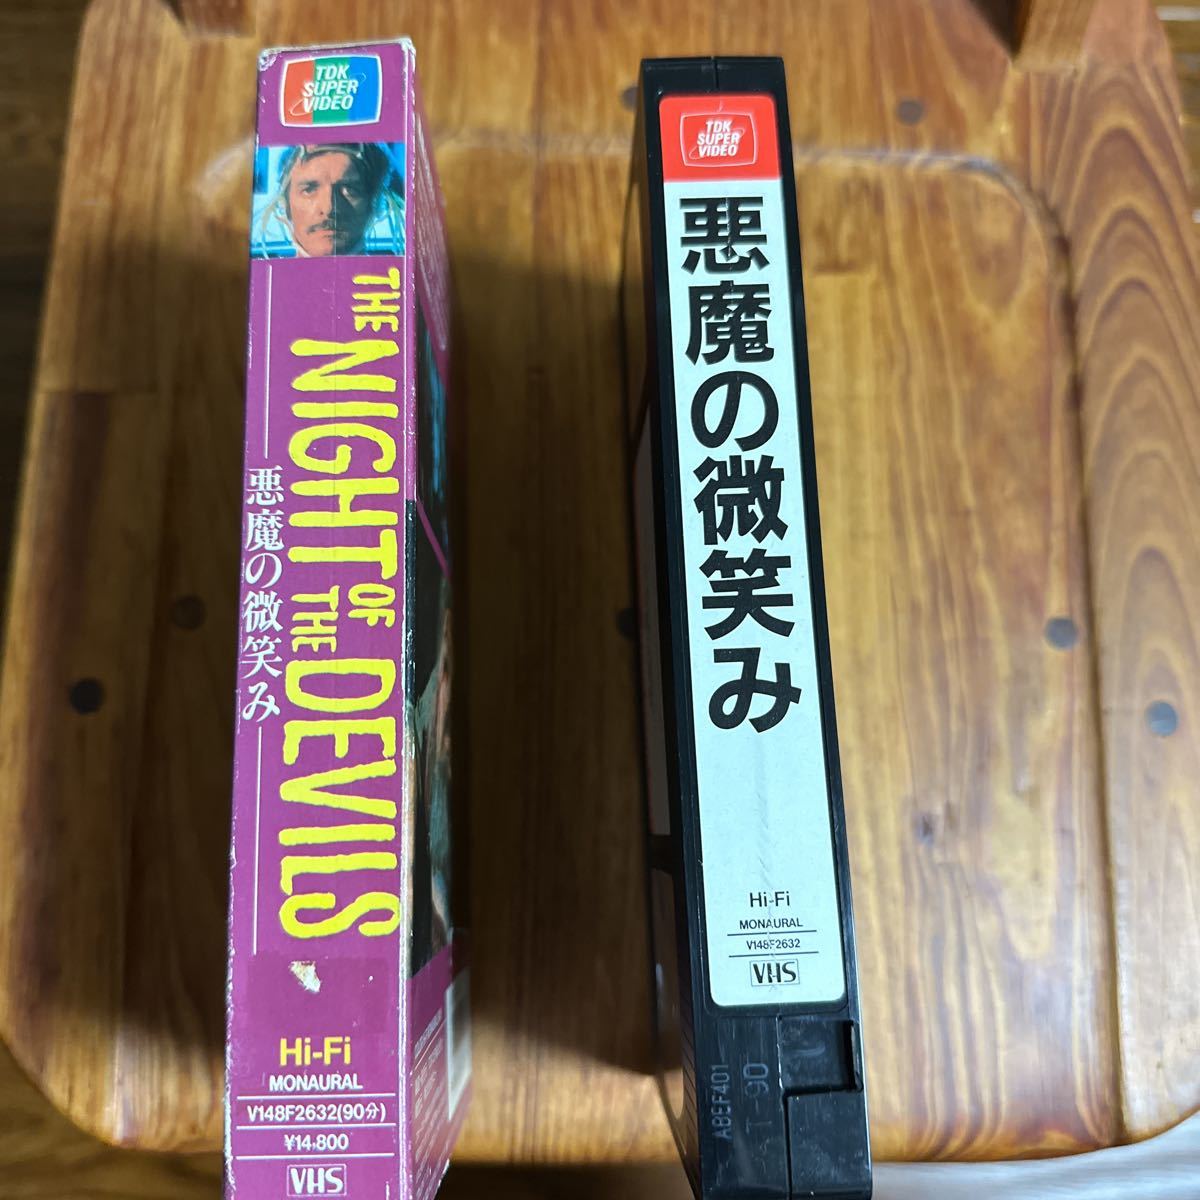 TDK
SUPER
VIDEO
THE NIGHT OF THE DEVILS
悪魔の微笑み
Hi-Fi
MONAURAL
V148F2632(90分)
¥14,800
VHS
TDK
SUPER
VIDEO
悪魔の微笑み
Hi-Fi
MONAURAL
V148F2632
VHS
T 90